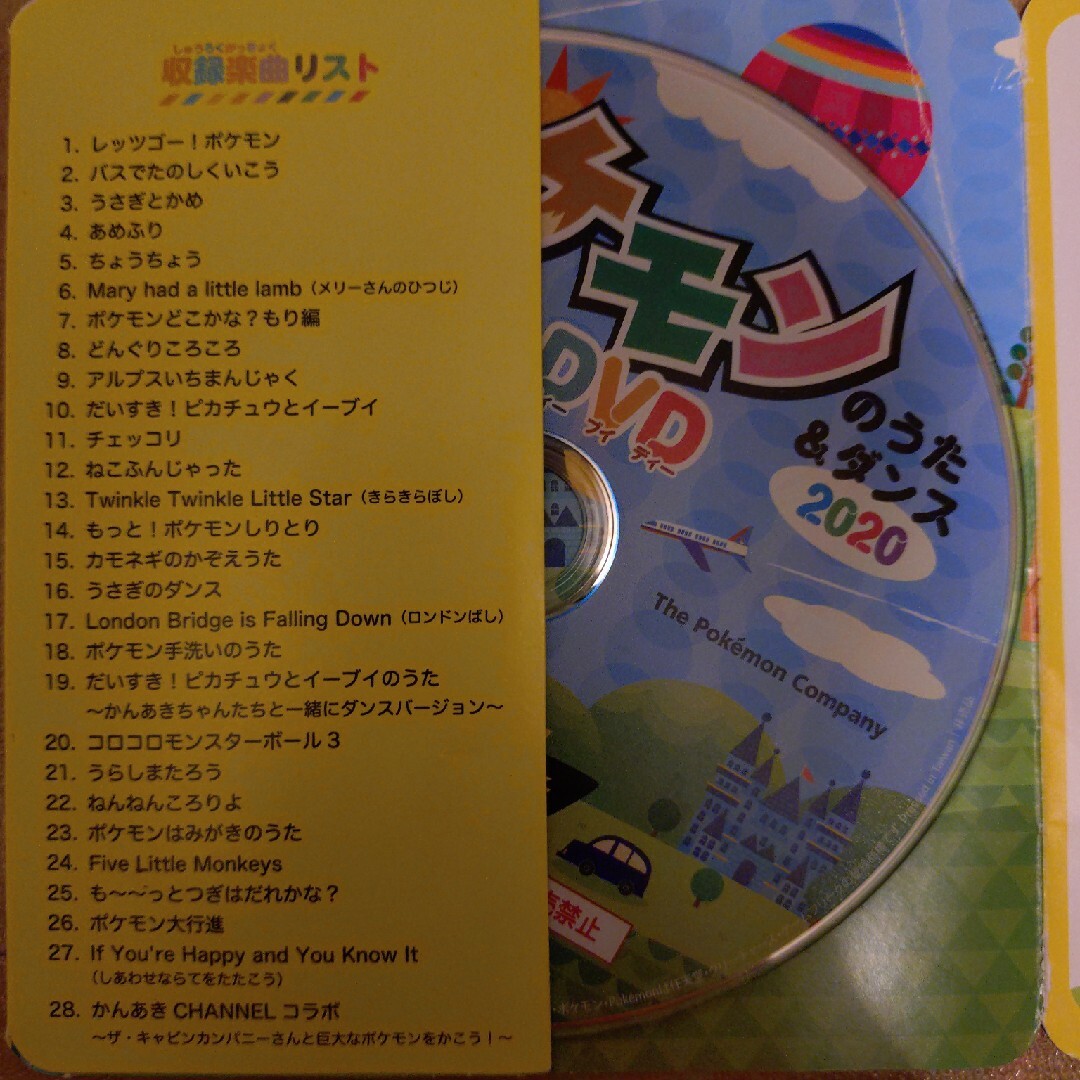 しゅうろくがっきょく
収録楽曲リスト
1. レッツゴー！ポケモン
2. バスでたのしくいこう
3. うさぎとかめ
4. あめふり
5. ちょうちょう
6. Mary had a little lamb（メリーさんのひつじ）
7. ポケモンどこかな？もり編
8. どんぐりころころ
9. アルプスいちまんじゃく
10. だいすき！ピカチュウとイーブイ
11. チェッコリ
12. ねこふんじゃった
13. Twinkle Twinkle Little Star（きらきらぼし）
14. もっと！ポケモンしりとり
15. カモネギのかぞえうた
16. うさぎのダンス
17. London Bridge is Falling Down（ロンドンばし）
18. ポケモン手洗いのうた
19. だいすき！ピカチュウとイーブイのうた
〜かんあきちゃんたちと一緒にダンスバージョン〜
20. コロコロモンスターボール３
21. うらしまたろう
22. ねんねんころりよ
23. ポケモンはみがきのうた
24. Five Little Monkeys
25. も〜〜っとつぎはだれかな？
26. ポケモン大行進
27. If You're Happy and You Know It
（しあわせならてをたたこう）
28. かんあき CHANNEL コラボ
〜ザ・キャビンカンパニーさんと巨大なポケモンをかこう！〜
ケモン
DVD
ブイ ディー
のうた
&ダンス
2020
The Pokémon Company
禁止